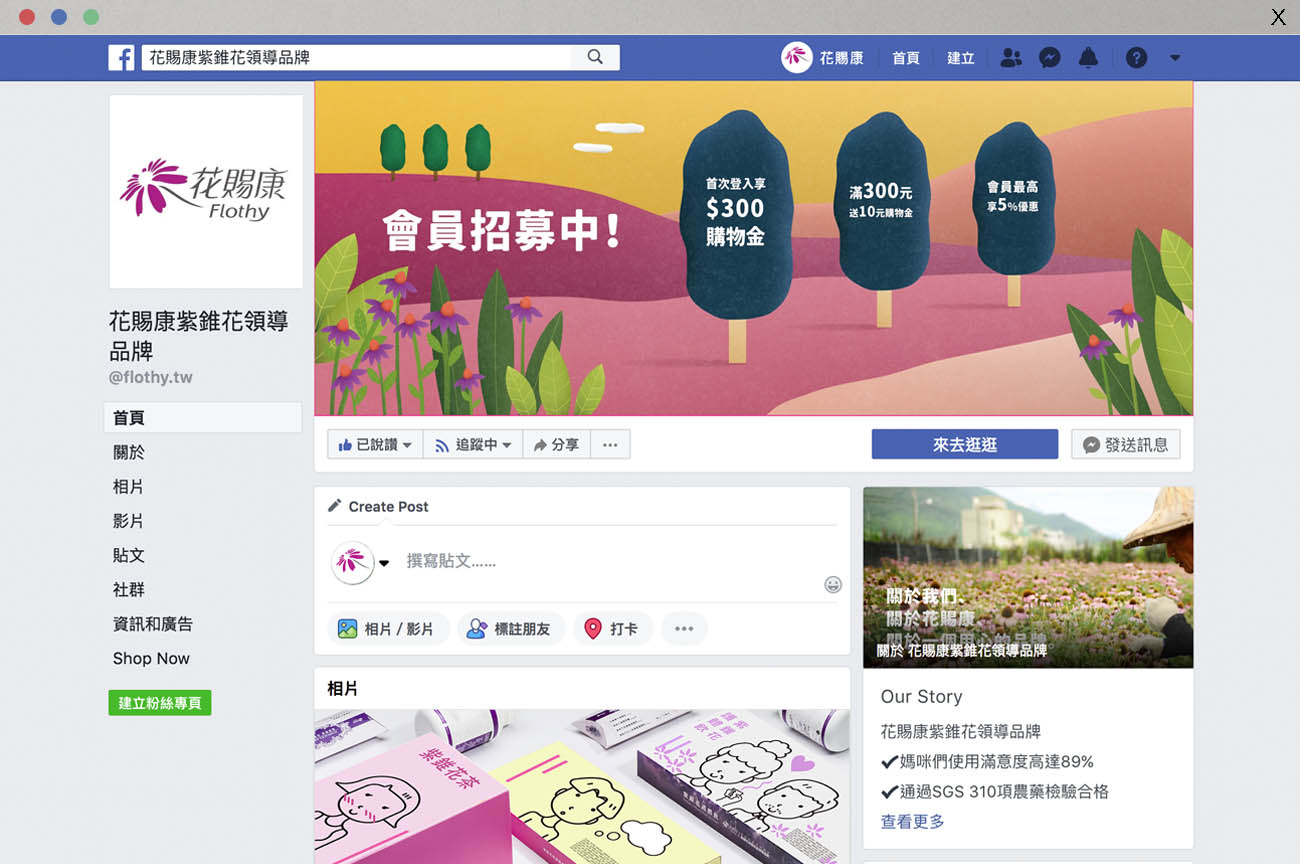 X
花賜康紫錐花領導品牌
花賜康
首頁
建立
花賜康
Flothy
花賜康紫錐花領導
品牌
@flothy.tw
首頁
關於
相片
影片
貼文
社群
資訊和廣告
Shop Now
建立粉絲專頁
會員招募中!
首次登入享
$300
購物金
滿300元
送10元購物金
會員最高
享5%優惠
已說讚
追蹤中
分享
來去逛逛
發送訊息
Create Post
撰寫貼文……
相片 / 影片
標註朋友
打卡
相片
紫錐花茶
關於我們、
關於花賜康、
關於一個用心的品牌。
關於 花賜康紫錐花領導品牌
Our Story
花賜康紫錐花領導品牌
✔媽咪們使用滿意度高達89%
✔通過SGS 310項農藥檢驗合格
查看更多